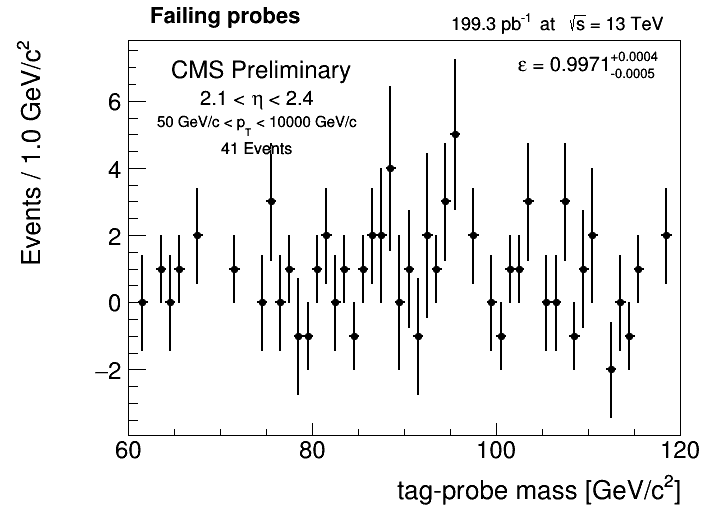 Failing probes
199.3 pb⁻¹ at √s = 13 TeV
CMS Preliminary
2.1 < η < 2.4
50 GeV/c < p_T < 10000 GeV/c
41 Events
ε = 0.9971 +0.0004 -0.0005
Events / 1.0 GeV/c²
6
4
2
0
−2
60 80 100 120
tag-probe mass [GeV/c²]